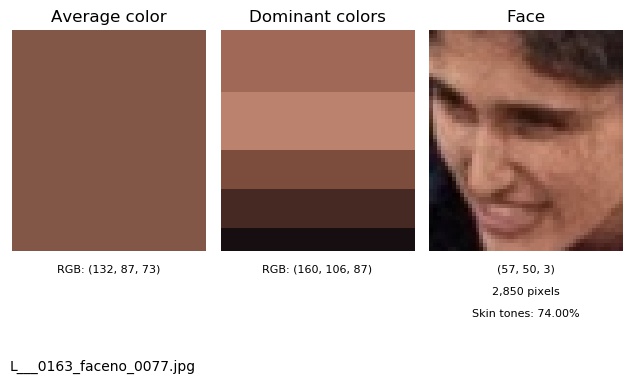 Average color
Dominant colors
Face
RGB: (132, 87, 73)
RGB: (160, 106, 87)
(57, 50, 3)
2,850 pixels
Skin tones: 74.00%
L___0163_faceno_0077.jpg